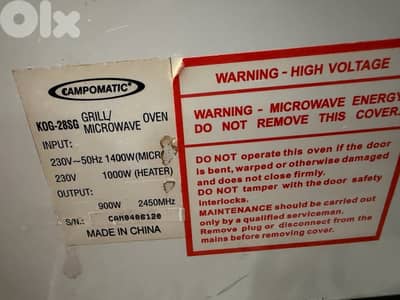 OLX
CAMPOMATIC
KOG-28SG GRILL/ MICROWAVE OVEN
INPUT:
230V~50Hz 1400W(MICRO
230V 1000W (HEATER)
OUTPUT:
900W 2450MHz
S/N.: CAM0406120
MADE IN CHINA
WARNING - HIGH VOLTAGE
WARNING - MICROWAVE ENERGY
DO NOT REMOVE THIS COVER.
DO NOT operate this oven if the door
is bent,warped or otherwise damaged
and does not close firmly.
DO NOT tamper with the door safety
interlocks.
MAINTENANCE should be carried out
only by a qualified serviceman.
Remove plug or disconnect from the
mains before removing cover.